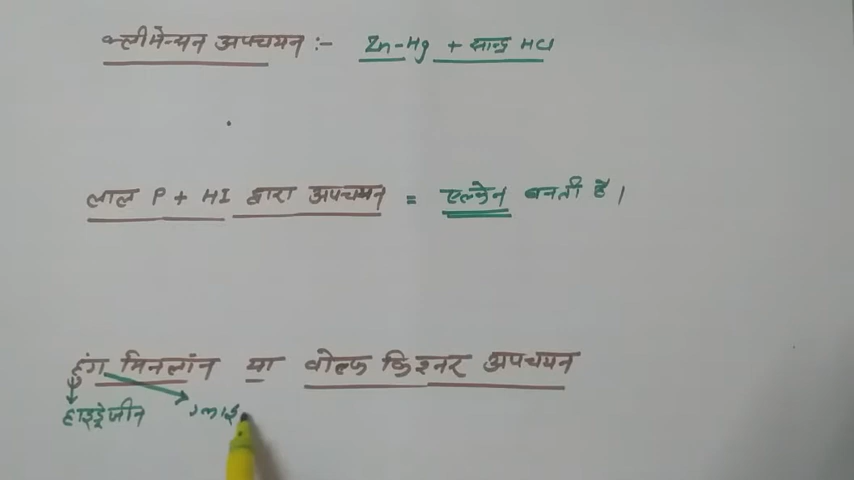 क्लीमेन्सन अपचयन :- Zn-Hg + सान्द्र HCl
लाल P + HI द्वारा अपचयन = एल्केन बनती है।
हुंग मिनलॉन या वोल्फ किश्नर अपचयन
हाइड्रेजीन ग्लाइ